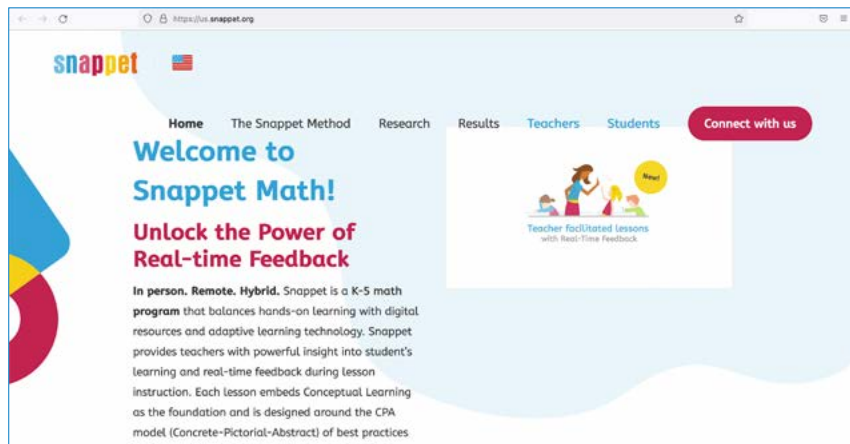 https://us.snappet.org
snappet
Home The Snappet Method Research Results Teachers Students Connect with us
Welcome to
Snappet Math!
Unlock the Power of
Real-time Feedback
In person. Remote. Hybrid. Snappet is a K-5 math
program that balances hands-on learning with digital
resources and adaptive learning technology. Snappet
provides teachers with powerful insight into student's
learning and real-time feedback during lesson
instruction. Each lesson embeds Conceptual Learning
as the foundation and is designed around the CPA
model (Concrete-Pictorial-Abstract) of best practices
New!
Teacher facilitated lessons
with Real-Time Feedback